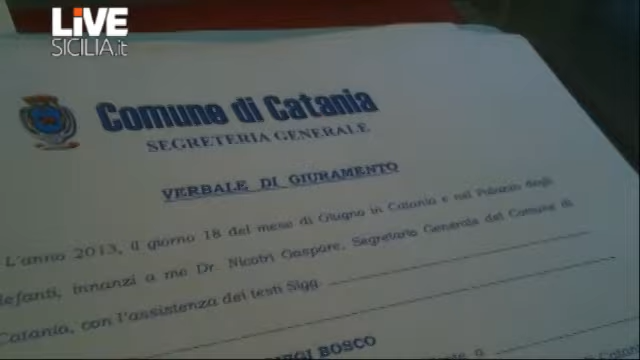 LiVE
SICILIA.it
Comune di Catania
SEGRETERIA GENERALE
VERBALE DI GIURAMENTO
L'anno 2013, il giorno 18 del mese di Giugno in Catania e nel Palazzo degli
lefanti, innanzi a me Dr. Nicotri Gaspare, Segretario Generale del Comune di
Catania, con l'assistenza dei testi Sigg.
BOSCO